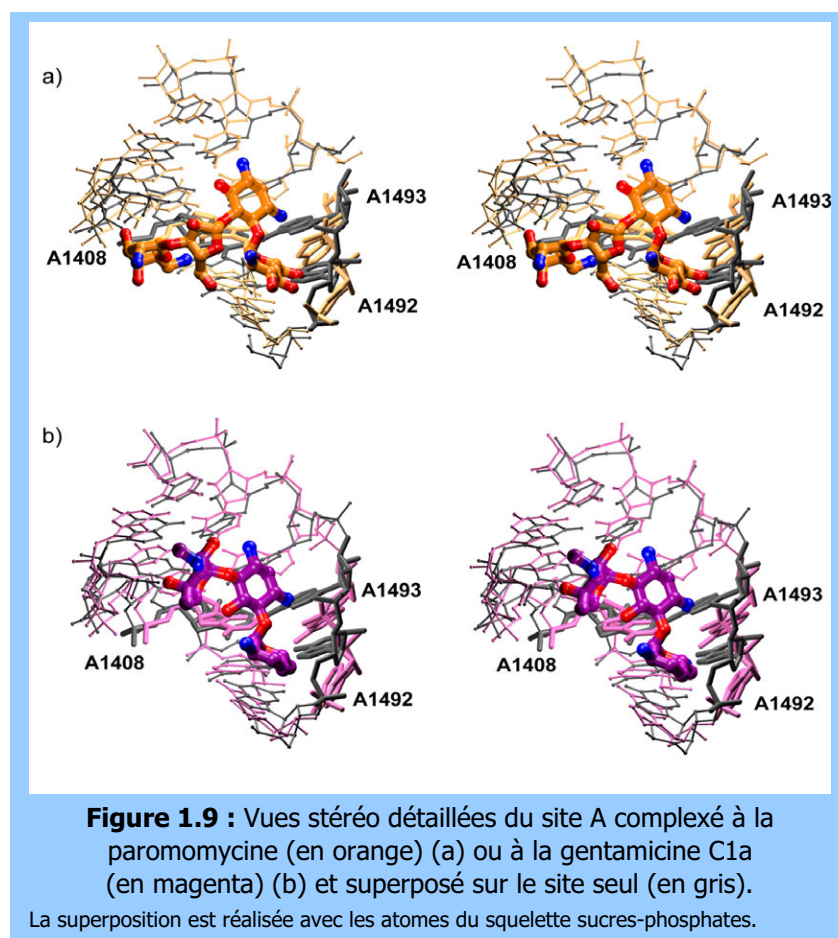 a)
A1493
A1493
A1408
A1408
A1492
A1492
b)
A1493
A1493
A1408
A1408
A1492
A1492
Figure 1.9 : Vues stéréo détaillées du site A complexé à la
paromomycine (en orange) (a) ou à la gentamicine C1a
(en magenta) (b) et superposé sur le site seul (en gris).
La superposition est réalisée avec les atomes du squelette sucres-phosphates.